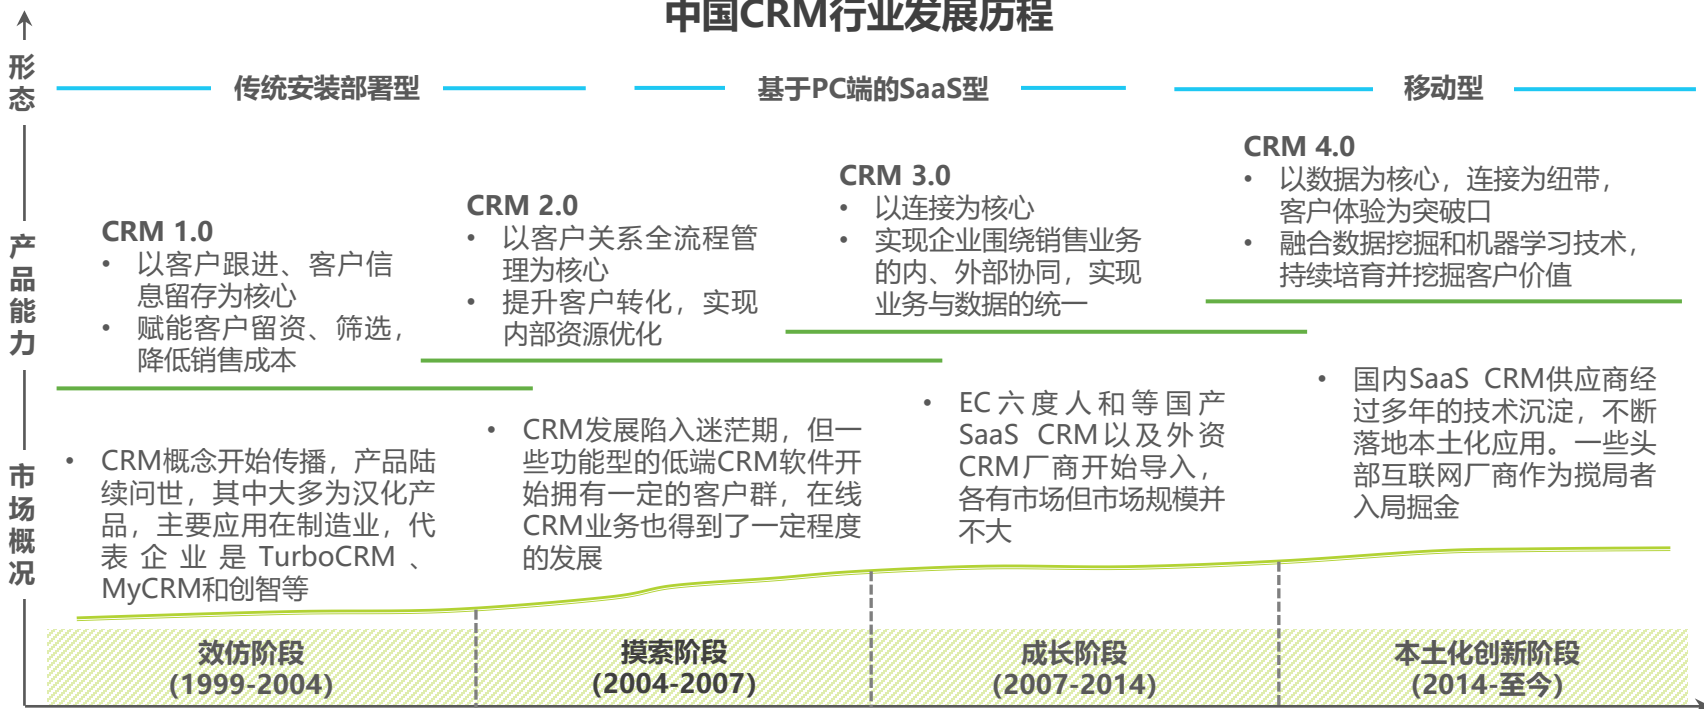 中国CRM行业发展历程
形态
传统安装部署型
基于PC端的SaaS型
移动型
产品能力
CRM 1.0
• 以客户跟进、客户信
息留存为核心
• 赋能客户留资、筛选，
降低销售成本
CRM 2.0
• 以客户关系全流程管
理为核心
• 提升客户转化，实现
内部资源优化
CRM 3.0
• 以连接为核心
• 实现企业围绕销售业务
的内、外部协同，实现
业务与数据的统一
CRM 4.0
• 以数据为核心，连接为纽带，
客户体验为突破口
• 融合数据挖掘和机器学习技术，
持续培育并挖掘客户价值
市场概况
• CRM概念开始传播，产品陆
续问世，其中大多为汉化产
品，主要应用在制造业，代
表企业是TurboCRM、
MyCRM和创智等
• CRM发展陷入迷茫期，但一
些功能型的低端CRM软件开
始拥有一定的客户群，在线
CRM业务也得到了一定程度
的发展
• EC六度人和等国产
SaaS CRM以及外资
CRM厂商开始导入，
各有市场但市场规模并
不大
• 国内SaaS CRM供应商经
过多年的技术沉淀，不断
落地本土化应用。一些头
部互联网厂商作为搅局者
入局掘金
效仿阶段
(1999-2004)
摸索阶段
(2004-2007)
成长阶段
(2007-2014)
本土化创新阶段
(2014-至今)